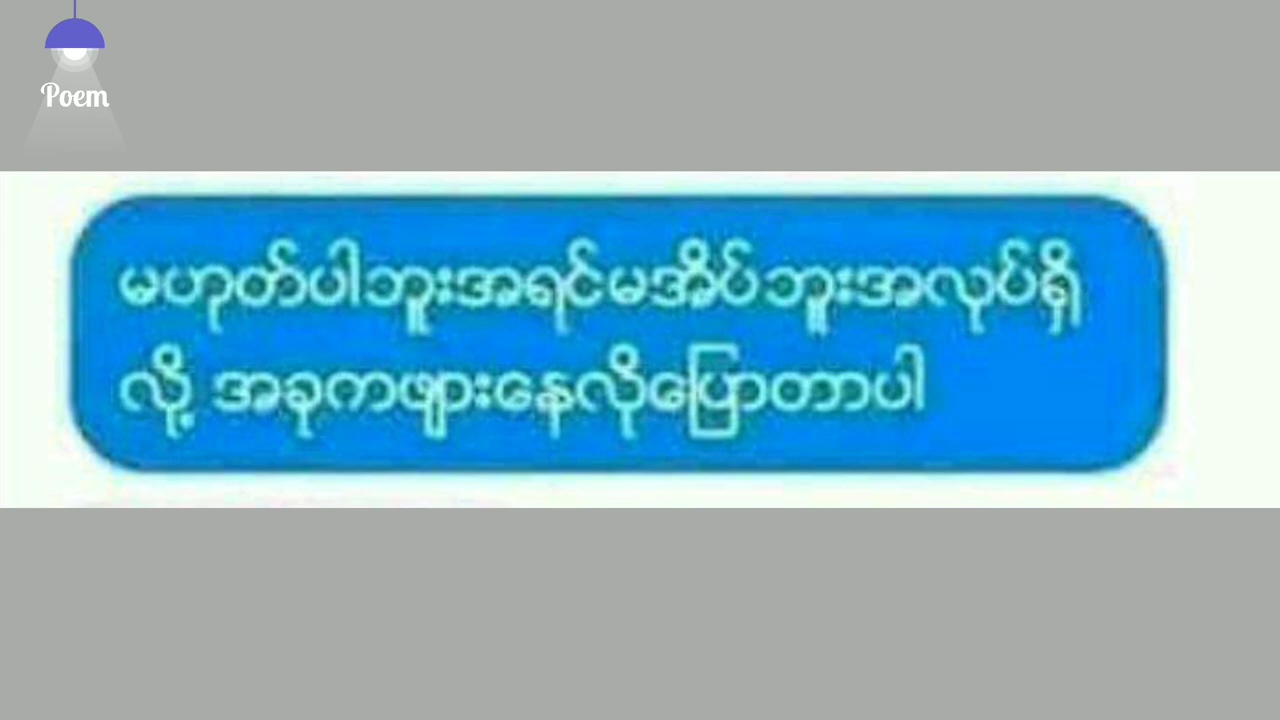 Poem
မဟုတ်ပါဘူးအရင်မအိပ်ဘူးအလုပ်ရှိ
လို့ အခုကဖျားနေလိုပြောတာပါ